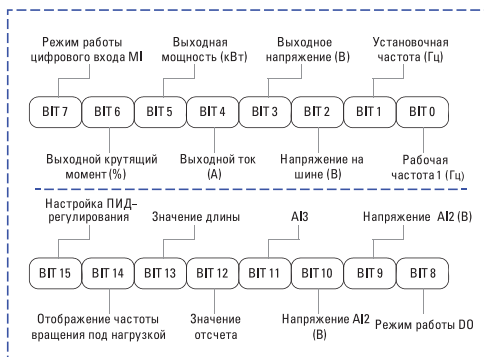 Режим работы
цифрового входа MI
Выходная
мощность (кВт)
Выходное
напряжение (В)
Установочная
частота (Гц)
BIT 7
BIT 6
BIT 5
BIT 4
BIT 3
BIT 2
BIT 1
BIT 0
Выходной крутящий
момент (%)
Выходной ток
(А)
Напряжение на
шине (В)
Рабочая
частота 1 (Гц)
Настройка ПИД–
регулирования
Значение длины
AI3
Напряжение AI2 (В)
BIT 15
BIT 14
BIT 13
BIT 12
BIT 11
BIT 10
BIT 9
BIT 8
Отображение частоты
вращения под нагрузкой
Значение
отсчета
Напряжение AI2
(В)
Режим работы DO